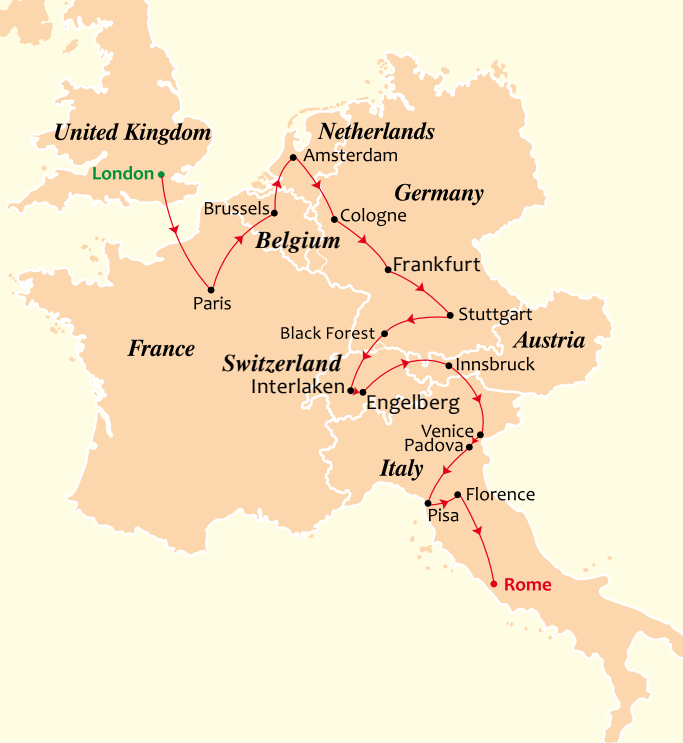 United Kingdom
Netherlands
Amsterdam
London
Germany
Brussels
Cologne
Belgium
Frankfurt
Paris
Stuttgart
Black Forest
Austria
France
Switzerland
Innsbruck
Interlaken
Engelberg
Venice
Padova
Italy
Florence
Pisa
Rome